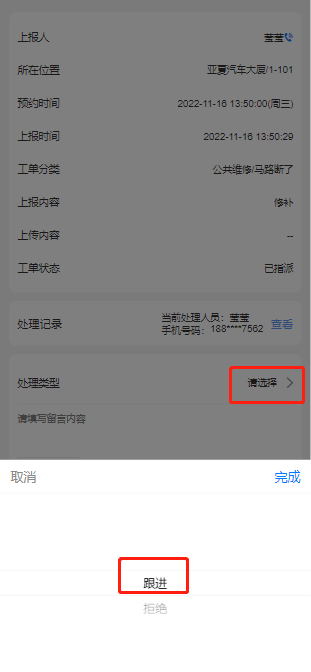 上报人 莹莹
所在位置 亚夏汽车大厦/1-101
预约时间 2022-11-16 13:50:00(周三)
上报时间 2022-11-16 13:50:29
工单分类 公共维修/马路断了
上报内容 修补
上传内容 --
工单状态 已指派
处理记录 当前处理人员：莹莹
手机号码：188****7562 查看
处理类型 请选择
请填写留言内容
取消 完成
跟进
拒绝